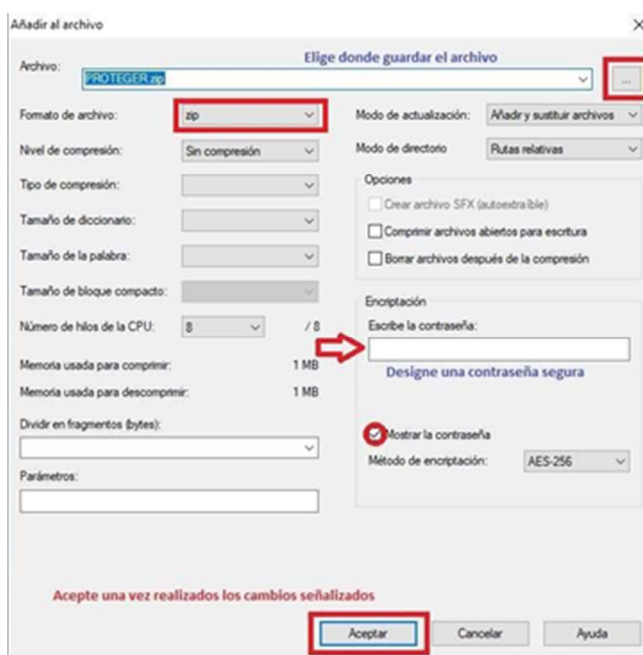 Añadir al archivo
Elige donde guardar el archivo
Archivo:
PROTEGER.zip
...
Formato de archivo:
zip
Modo de actualización:
Añadir y sustituir archivos
Nivel de compresión:
Sin compresión
Modo de directorio
Rutas relativas
Tipo de compresión:
Opciones
Crear archivo SFX (autoextraíble)
Tamaño de diccionario:
Comprimir archivos abiertos para escritura
Tamaño de la palabra:
Borrar archivos después de la compresión
Tamaño de bloque compacto:
Encriptación
Número de hilos de la CPU:
8
/ 8
Escribe la contraseña:
Memoria usada para comprimir:
1 MB
Designe una contraseña segura
Memoria usada para descomprimir:
1 MB
Dividir en fragmentos (bytes):
Mostrar la contraseña
Método de encriptación:
AES-256
Parámetros:
Acepte una vez realizados los cambios señalizados
Aceptar
Cancelar
Ayuda